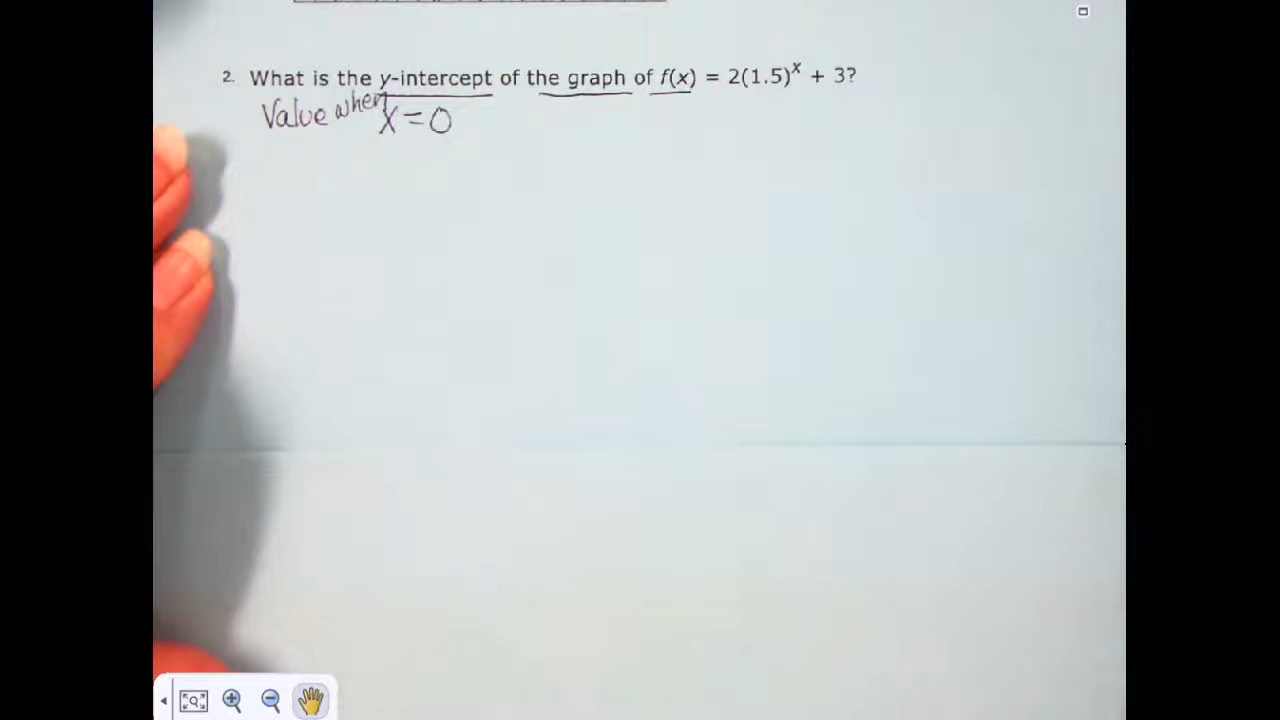 2. What is the y-intercept of the graph of f(x) = 2(1.5)ˣ + 3?
Value when x = 0